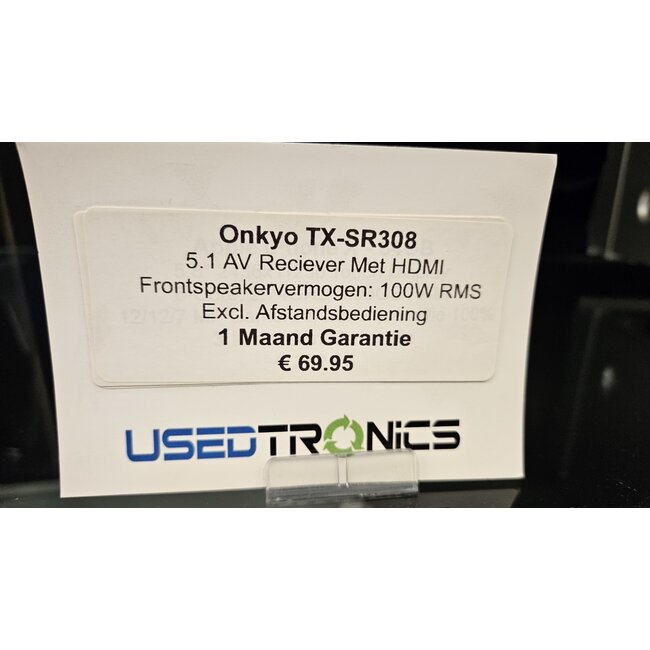 Onkyo TX-SR308
5.1 AV Reciever Met HDMI
Frontspeakervermogen: 100W RMS
Excl. Afstandsbediening
1 Maand Garantie
€ 69.95
USEDTRONiCS